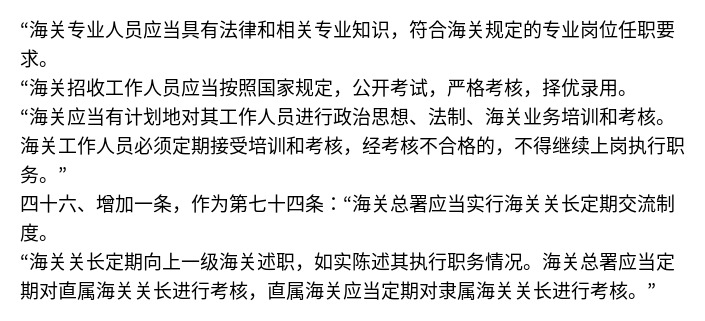 “海关专业人员应当具有法律和相关专业知识，符合海关规定的专业岗位任职要
求。
“海关招收工作人员应当按照国家规定，公开考试，严格考核，择优录用。
“海关应当有计划地对其工作人员进行政治思想、法制、海关业务培训和考核。
海关工作人员必须定期接受培训和考核，经考核不合格的，不得继续上岗执行职
务。”
四十六、增加一条，作为第七十四条：“海关总署应当实行海关关长定期交流制
度。
“海关关长定期向上一级海关述职，如实陈述其执行职务情况。海关总署应当定
期对直属海关关长进行考核，直属海关应当定期对隶属海关关长进行考核。”